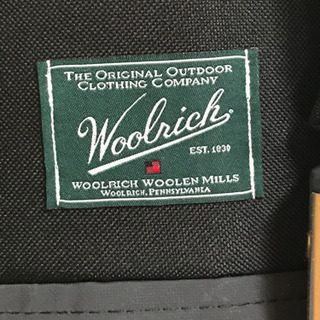 The Original Outdoor
Clothing Company
Woolrich
Est. 1830
Woolrich Woolen Mills
Woolrich, Pennsylvania